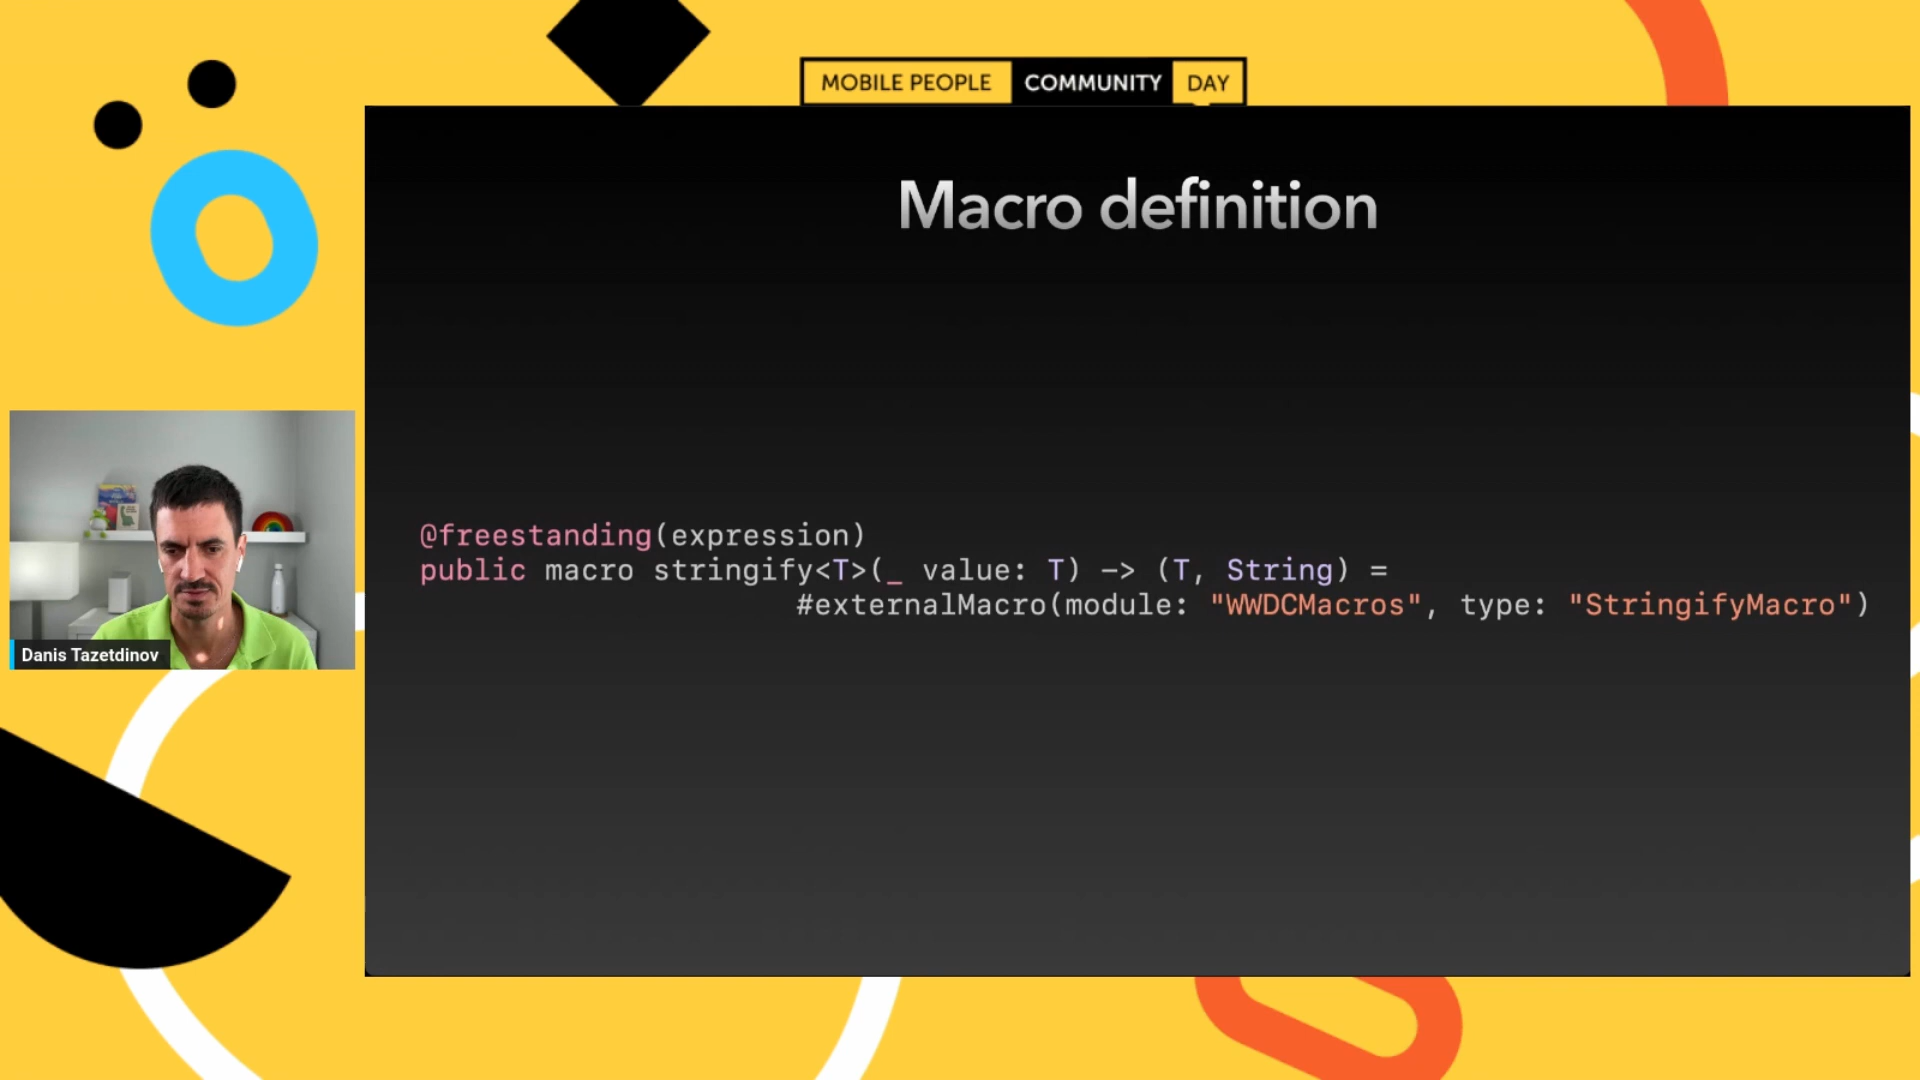 MOBILE PEOPLE COMMUNITY DAY
Macro definition
@freestanding(expression)
public macro stringify<T>(_ value: T) -> (T, String) =
#externalMacro(module: "WWDCMacros", type: "StringifyMacro")
Danis Tazetdinov